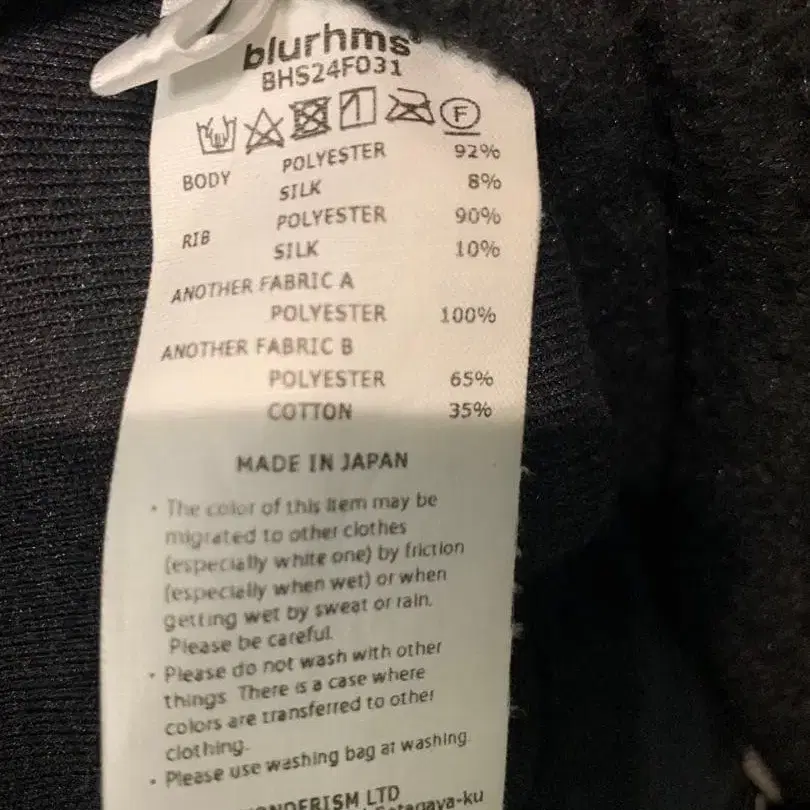 blurhms
BHS24F031
F
BODY POLYESTER 92%
SILK 8%
RIB POLYESTER 90%
SILK 10%
ANOTHER FABRIC A
POLYESTER 100%
ANOTHER FABRIC B
POLYESTER 65%
COTTON 35%
MADE IN JAPAN
• The color of this item may be
migrated to other clothes
(especially white one) by friction
(especially when wet) or when
getting wet by sweat or rain.
Please be careful.
• Please do not wash with other
things. There is a case where
colors are transferred to other
clothing.
• Please use washing bag at washing.
ONDERISM LTD